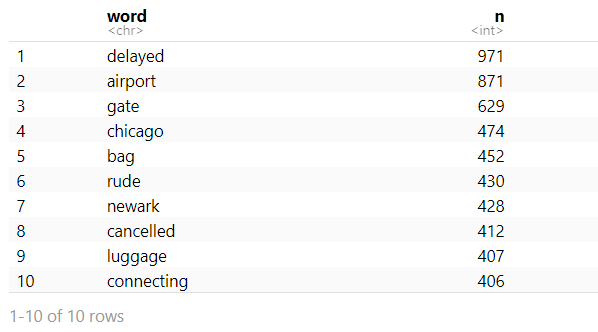 word n
<chr> <int>
1 delayed 971
2 airport 871
3 gate 629
4 chicago 474
5 bag 452
6 rude 430
7 newark 428
8 cancelled 412
9 luggage 407
10 connecting 406
1-10 of 10 rows